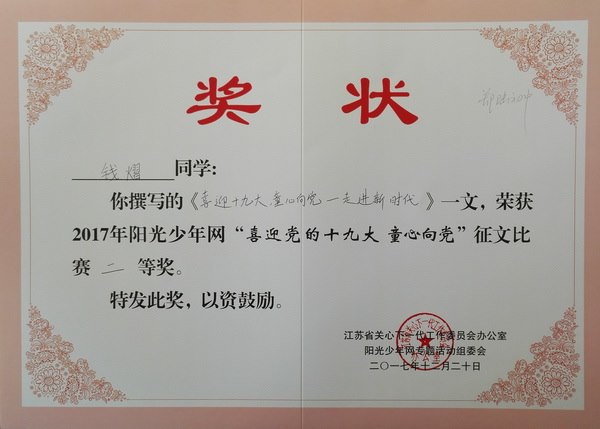 奖 状
钱熠 同学:
你撰写的《喜迎十九大 童心向党 一走进新时代》一文，荣获
2017年阳光少年网“喜迎党的十九大 童心向党”征文比
赛 二 等奖。
特发此奖，以资鼓励。
江苏省关心下一代工作委员会办公室
阳光少年网专题活动组委会
二〇一七年十二月二十日